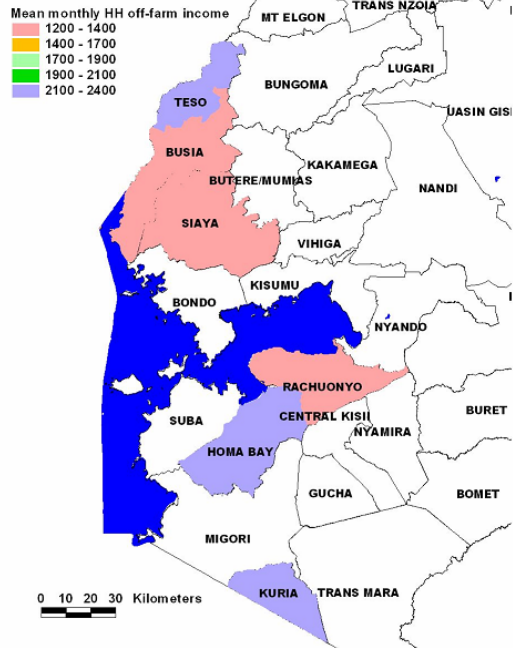 Mean monthly HH off-farm income
1200 - 1400
1400 - 1700
1700 - 1900
1900 - 2100
2100 - 2400
TRANS NZOIA
MT ELGON
LUGARI
BUNGOMA
TESO
UASIN GISI
BUSIA
KAKAMEGA
BUTERE/MUMIAS
NANDI
SIAYA
VIHIGA
KISUMU
BONDO
NYANDO
RACHUONYO
BURET
CENTRAL KISII
SUBA
NYAMIRA
HOMA BAY
GUCHA
BOMET
MIGORI
KURIA
TRANS MARA
0 10 20 30 Kilometers